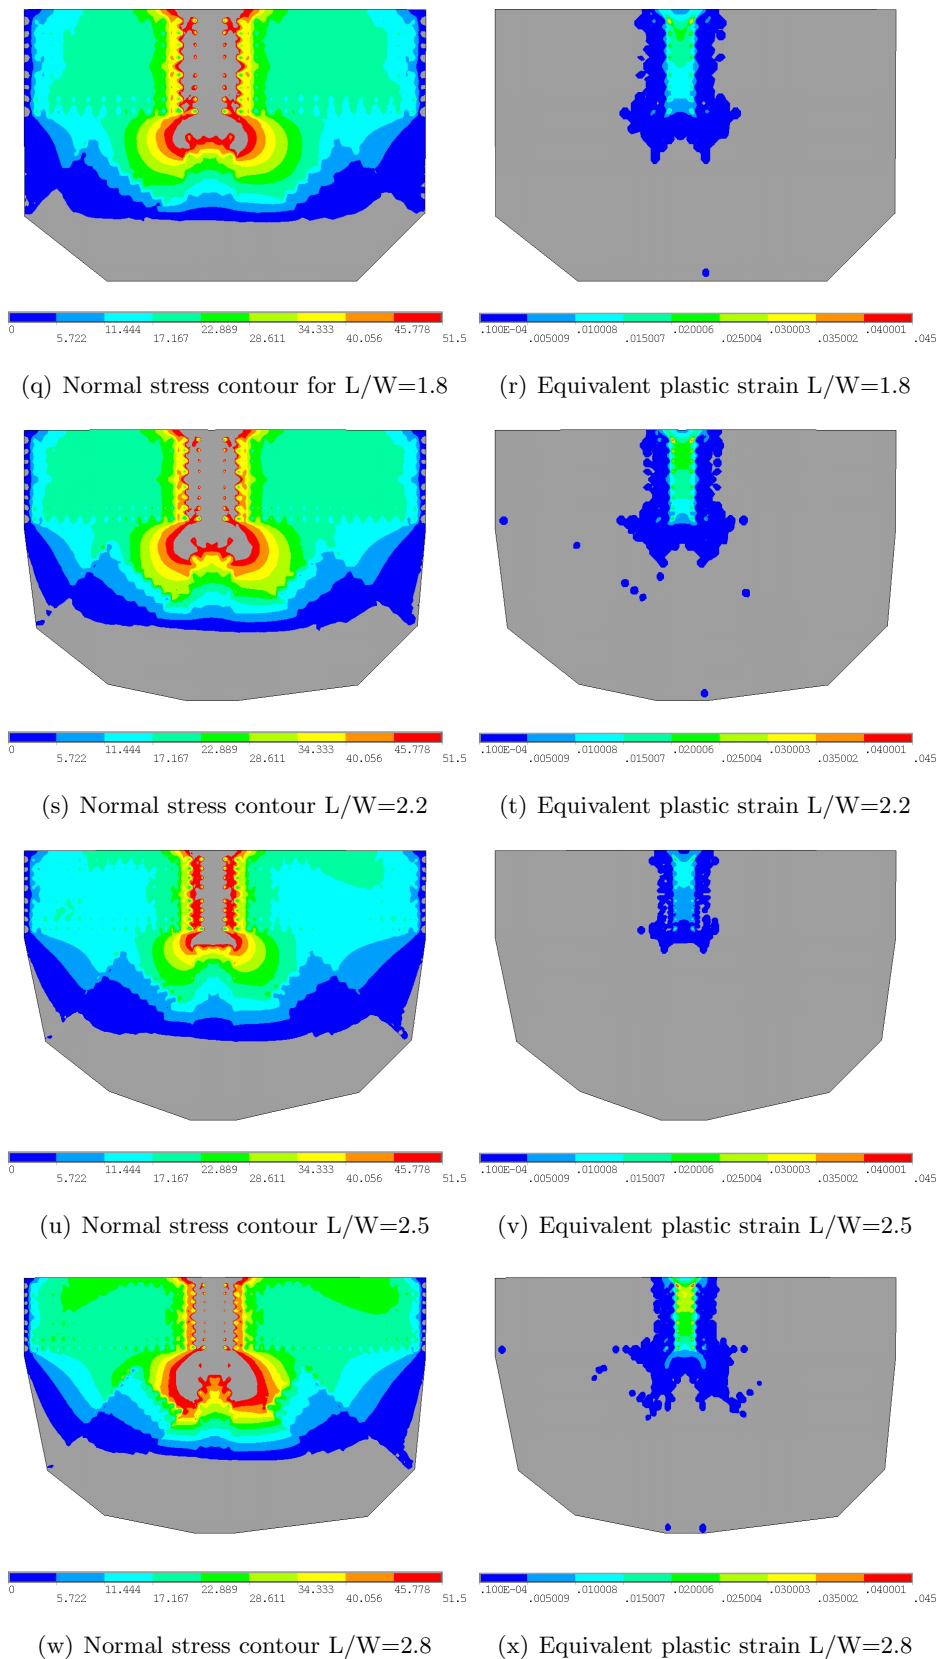 0 11.444 22.889 34.333 45.778
5.722 17.167 28.611 40.056 51.5
.100E-04 .010008 .020006 .030003 .040001
.005009 .015007 .025004 .035002 .045
(q) Normal stress contour for L/W=1.8
(r) Equivalent plastic strain L/W=1.8
0 11.444 22.889 34.333 45.778
5.722 17.167 28.611 40.056 51.5
.100E-04 .010008 .020006 .030003 .040001
.005009 .015007 .025004 .035002 .045
(s) Normal stress contour L/W=2.2
(t) Equivalent plastic strain L/W=2.2
0 11.444 22.889 34.333 45.778
5.722 17.167 28.611 40.056 51.5
.100E-04 .010008 .020006 .030003 .040001
.005009 .015007 .025004 .035002 .045
(u) Normal stress contour L/W=2.5
(v) Equivalent plastic strain L/W=2.5
0 11.444 22.889 34.333 45.778
5.722 17.167 28.611 40.056 51.5
.100E-04 .010008 .020006 .030003 .040001
.005009 .015007 .025004 .035002 .045
(w) Normal stress contour L/W=2.8
(x) Equivalent plastic strain L/W=2.8